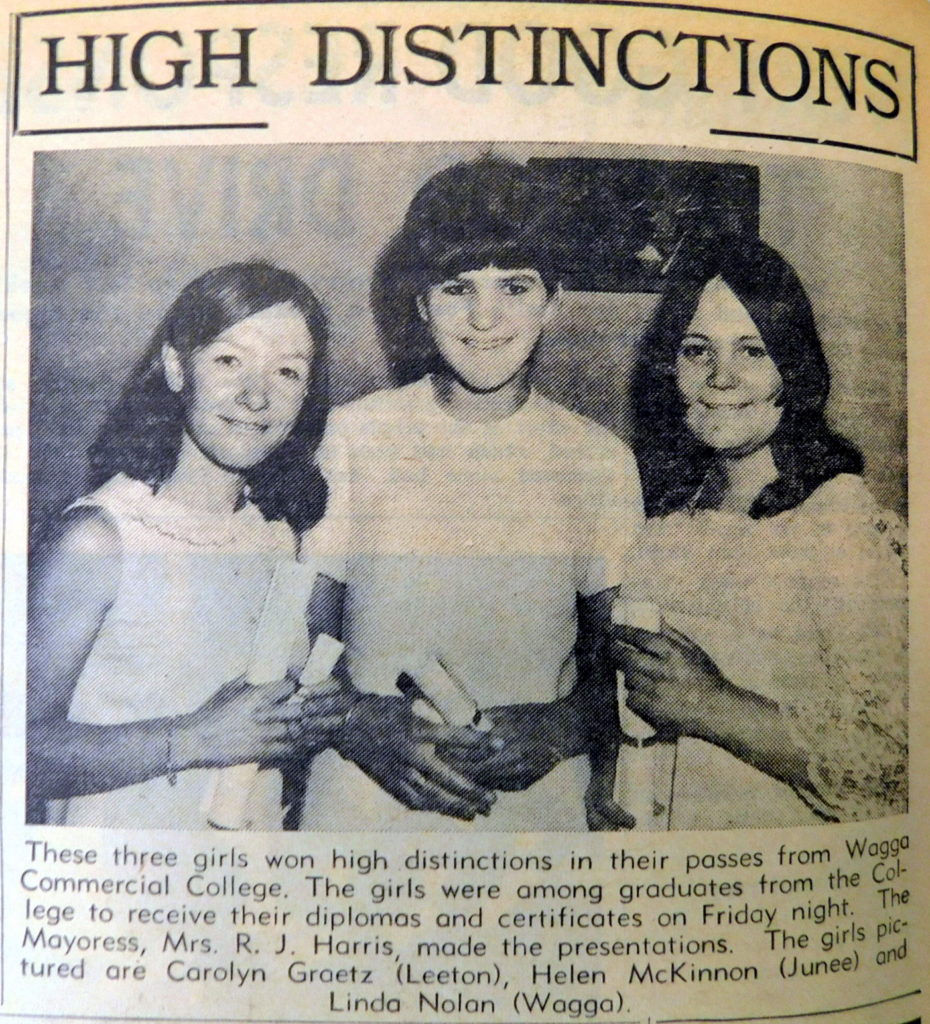 HIGH DISTINCTIONS
These three girls won high distinctions in their passes from Wagga
Commercial College. The girls were among graduates from the Col-
lege to receive their diplomas and certificates on Friday night. The
Mayoress, Mrs. R. J. Harris, made the presentations. The girls pic-
tured are Carolyn Graetz (Leeton), Helen McKinnon (Junee) and
Linda Nolan (Wagga).